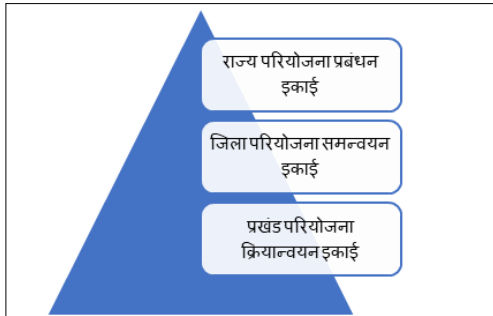 राज्य परियोजना प्रबंधन
इकाई
जिला परियोजना समन्वयन
इकाई
प्रखंड परियोजना
क्रियान्वयन इकाई